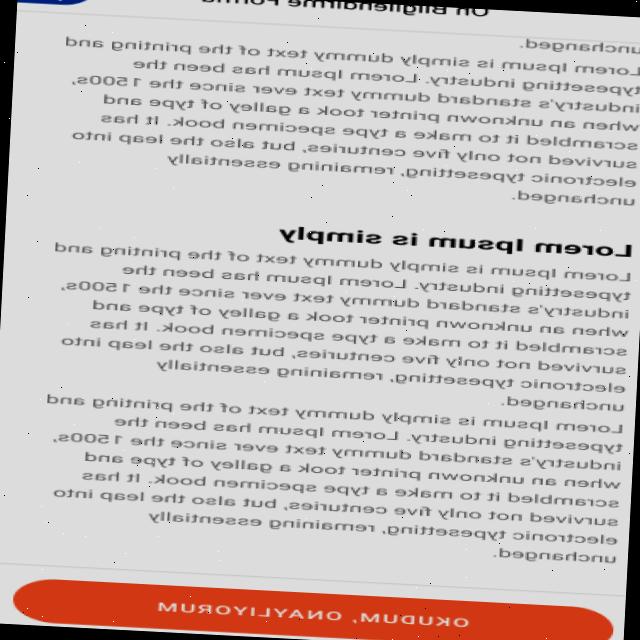 Ön Bilgilendirme Formu
unchanged.
Lorem Ipsum is simply dummy text of the printing and
typesetting industry. Lorem Ipsum has been the
industry's standard dummy text ever since the 1500s,
when an unknown printer took a galley of type and
scrambled it to make a type specimen book. It has
survived not only five centuries, but also the leap into
electronic typesetting, remaining essentially
unchanged.
Lorem Ipsum is simply
Lorem Ipsum is simply dummy text of the printing and
typesetting industry. Lorem Ipsum has been the
industry's standard dummy text ever since the 1500s,
when an unknown printer took a galley of type and
scrambled it to make a type specimen book. It has
survived not only five centuries, but also the leap into
electronic typesetting, remaining essentially
unchanged.
Lorem Ipsum is simply dummy text of the printing and
typesetting industry. Lorem Ipsum has been the
industry's standard dummy text ever since the 1500s,
when an unknown printer took a galley of type and
scrambled it to make a type specimen book. It has
survived not only five centuries, but also the leap into
electronic typesetting, remaining essentially
unchanged.
OKUDUM, ONAYLIYORUM